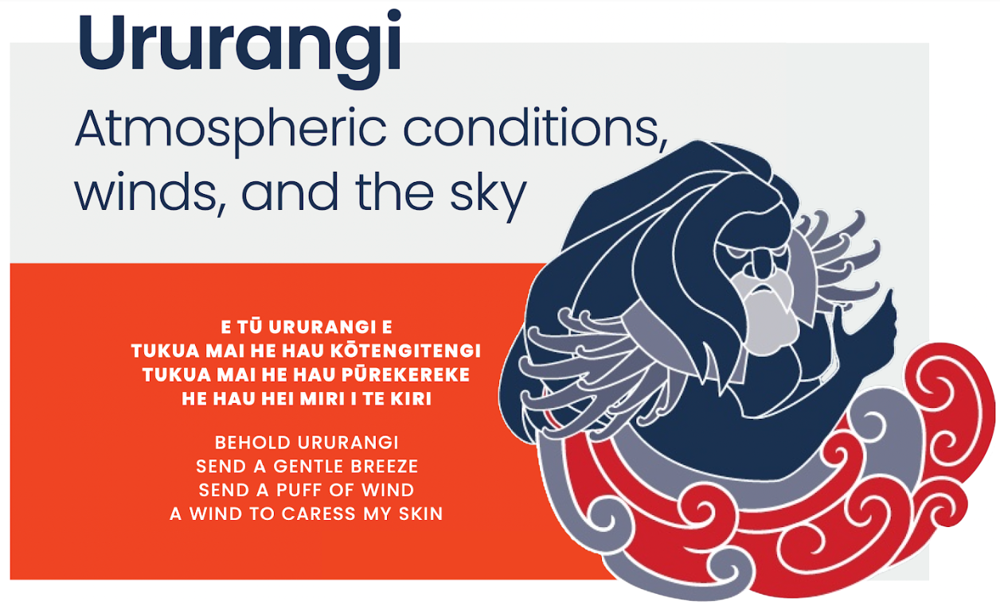 Ururangi
Atmospheric conditions,
winds, and the sky
E TŪ URURANGI E
TUKUA MAI HE HAU KŌTENGITENGI
TUKUA MAI HE HAU PŪREKEREKE
HE HAU HEI MIRI I TE KIRI
BEHOLD URURANGI
SEND A GENTLE BREEZE
SEND A PUFF OF WIND
A WIND TO CARESS MY SKIN